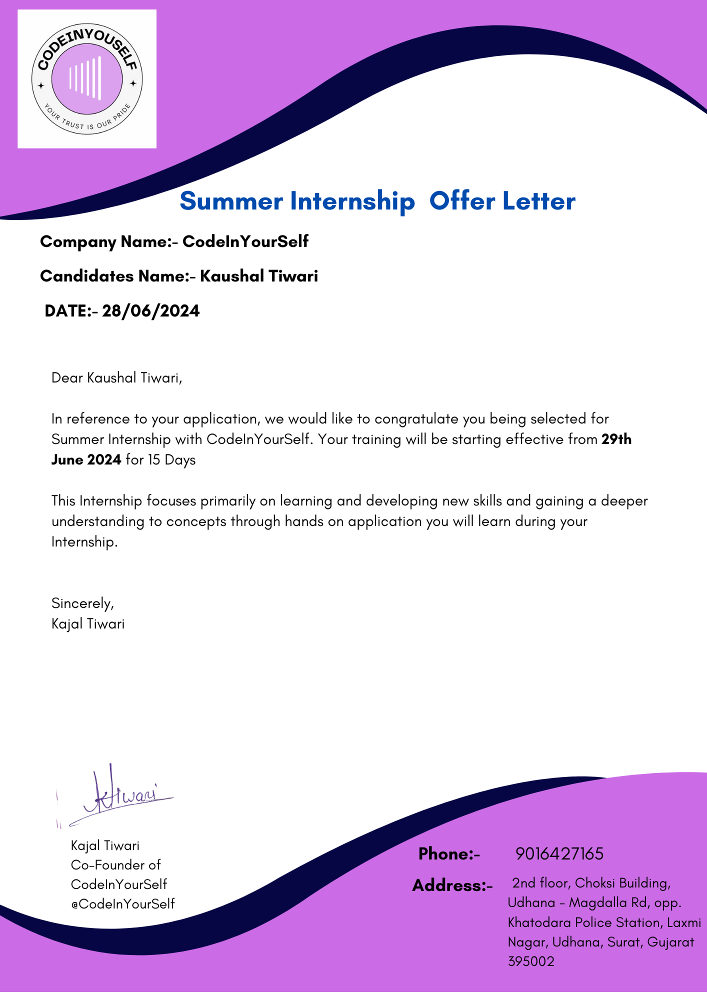 CODEINYOUSELF
YOUR TRUST IS OUR PRIDE
Summer Internship  Offer Letter
Company Name:- CodeInYourSelf
Candidates Name:- Kaushal Tiwari
DATE:- 28/06/2024
Dear Kaushal Tiwari,
In reference to your application, we would like to congratulate you being selected for
Summer Internship with CodeInYourSelf. Your training will be starting effective from 29th
June 2024 for 15 Days
This Internship focuses primarily on learning and developing new skills and gaining a deeper
understanding to concepts through hands on application you will learn during your
Internship.
Sincerely,
Kajal Tiwari
KTiwari
Kajal Tiwari
Co-Founder of
CodeInYourSelf
@CodeInYourSelf
Phone:- 9016427165
Address:- 2nd floor, Choksi Building,
Udhana - Magdalla Rd, opp.
Khatodara Police Station, Laxmi
Nagar, Udhana, Surat, Gujarat
395002